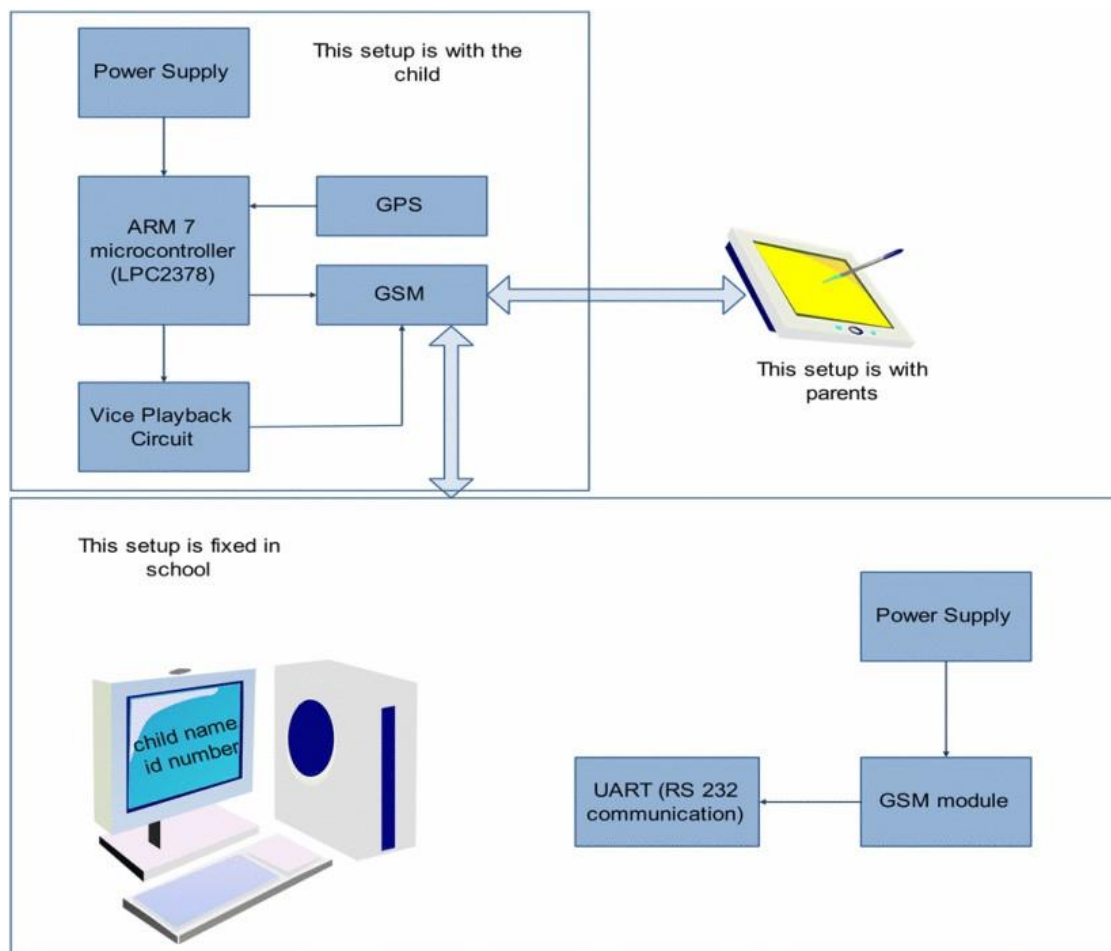 This setup is with the
child
Power Supply
ARM 7
microcontroller
(LPC2378)
GPS
GSM
Vice Playback
Circuit
This setup is with
parents
This setup is fixed in
school
child name
id number
Power Supply
UART (RS 232
communication)
GSM module